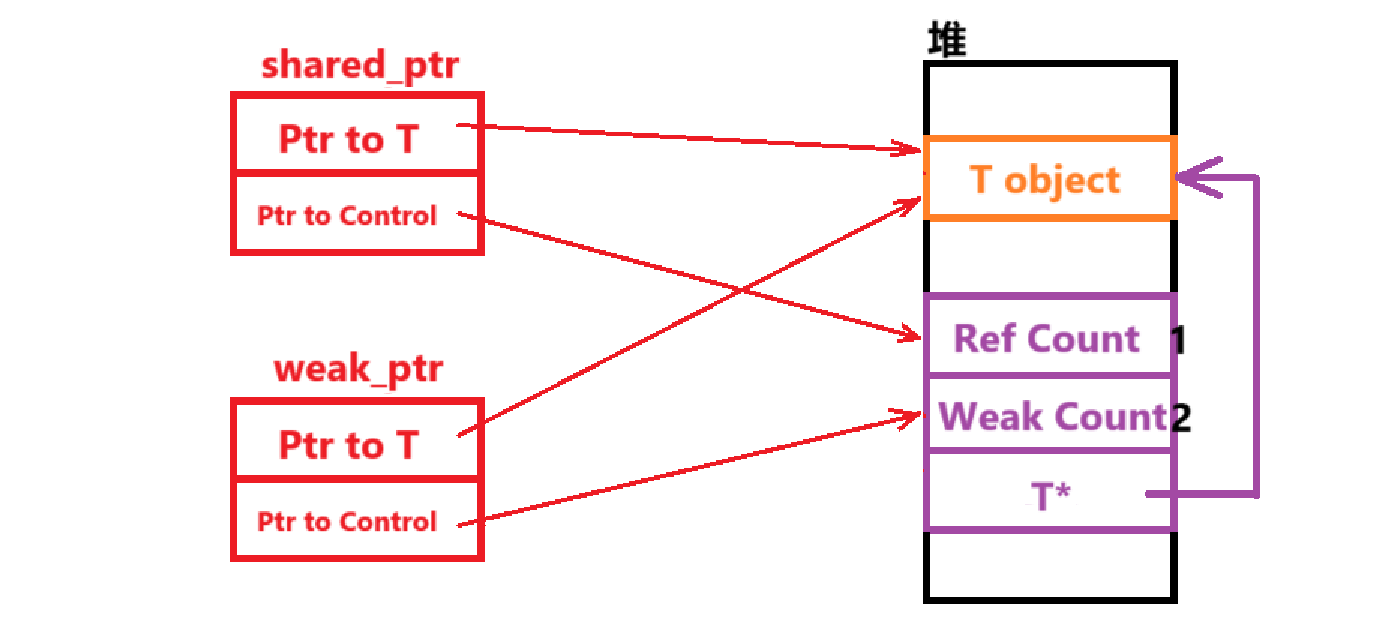 shared_ptr
Ptr to T
Ptr to Control
weak_ptr
Ptr to T
Ptr to Control
堆
T object
Ref Count 1
Weak Count 2
T*